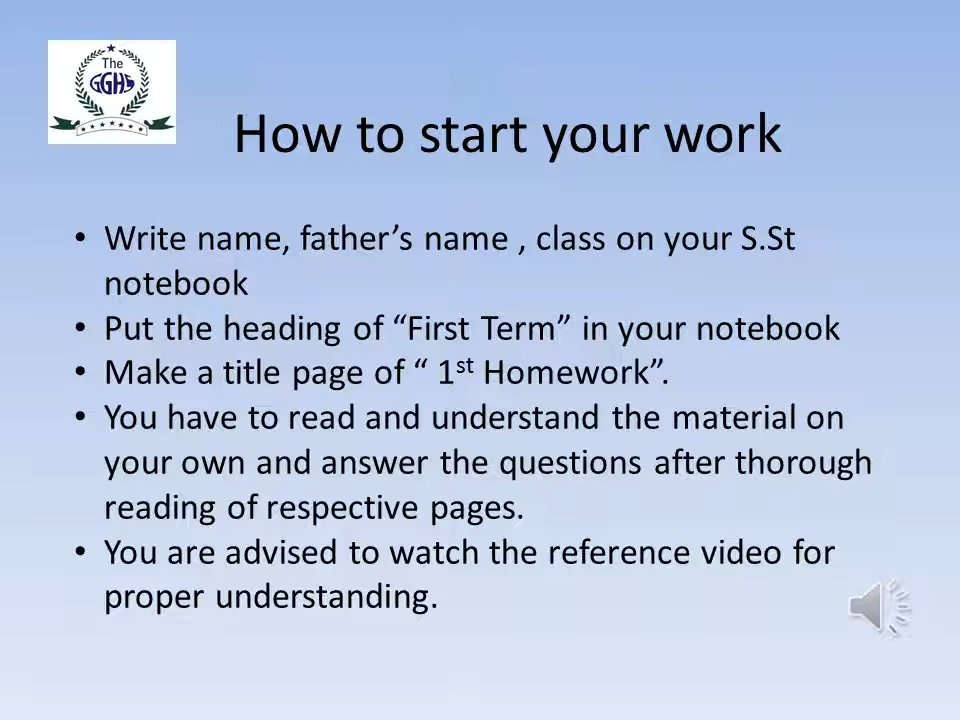 The
GGHS
How to start your work
• Write name, father’s name , class on your S.St
notebook
• Put the heading of “First Term” in your notebook
• Make a title page of “ 1st Homework”.
• You have to read and understand the material on
your own and answer the questions after thorough
reading of respective pages.
• You are advised to watch the reference video for
proper understanding.